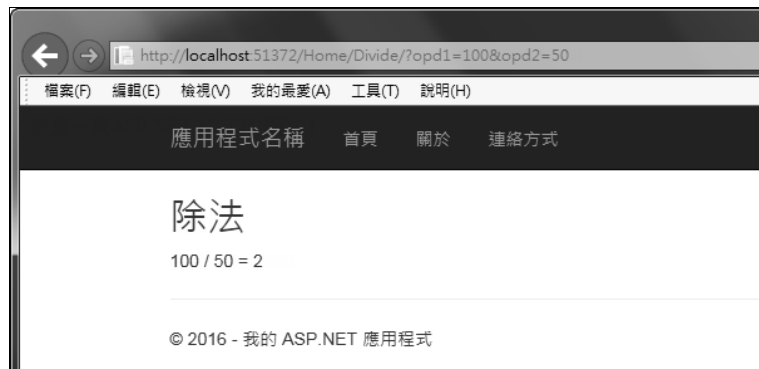 http://localhost:51372/Home/Divide/?opd1=100&opd2=50
檔案(F) 編輯(E) 檢視(V) 我的最愛(A) 工具(T) 說明(H)
應用程式名稱 首頁 關於 連絡方式
除法
100 / 50 = 2
© 2016 - 我的 ASP.NET 應用程式